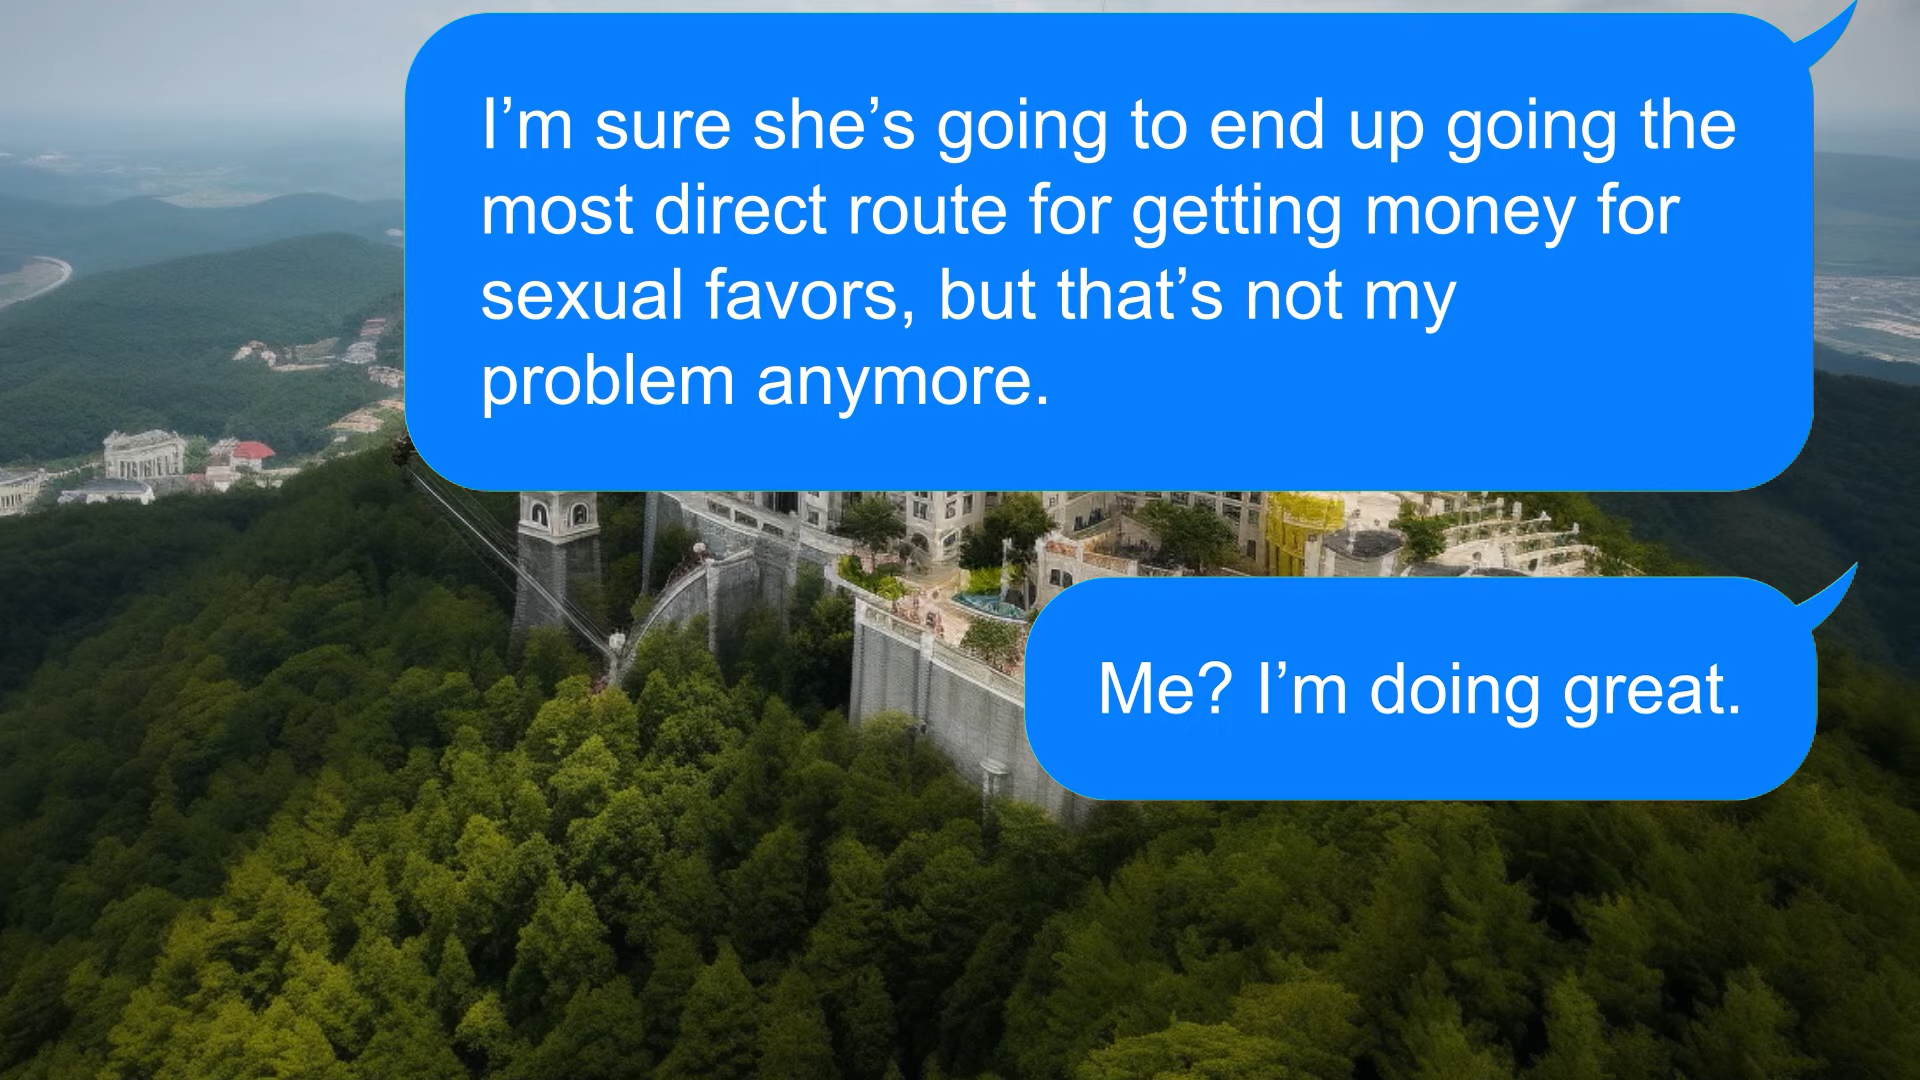 I’m sure she’s going to end up going the
most direct route for getting money for
sexual favors, but that’s not my
problem anymore.
Me? I’m doing great.